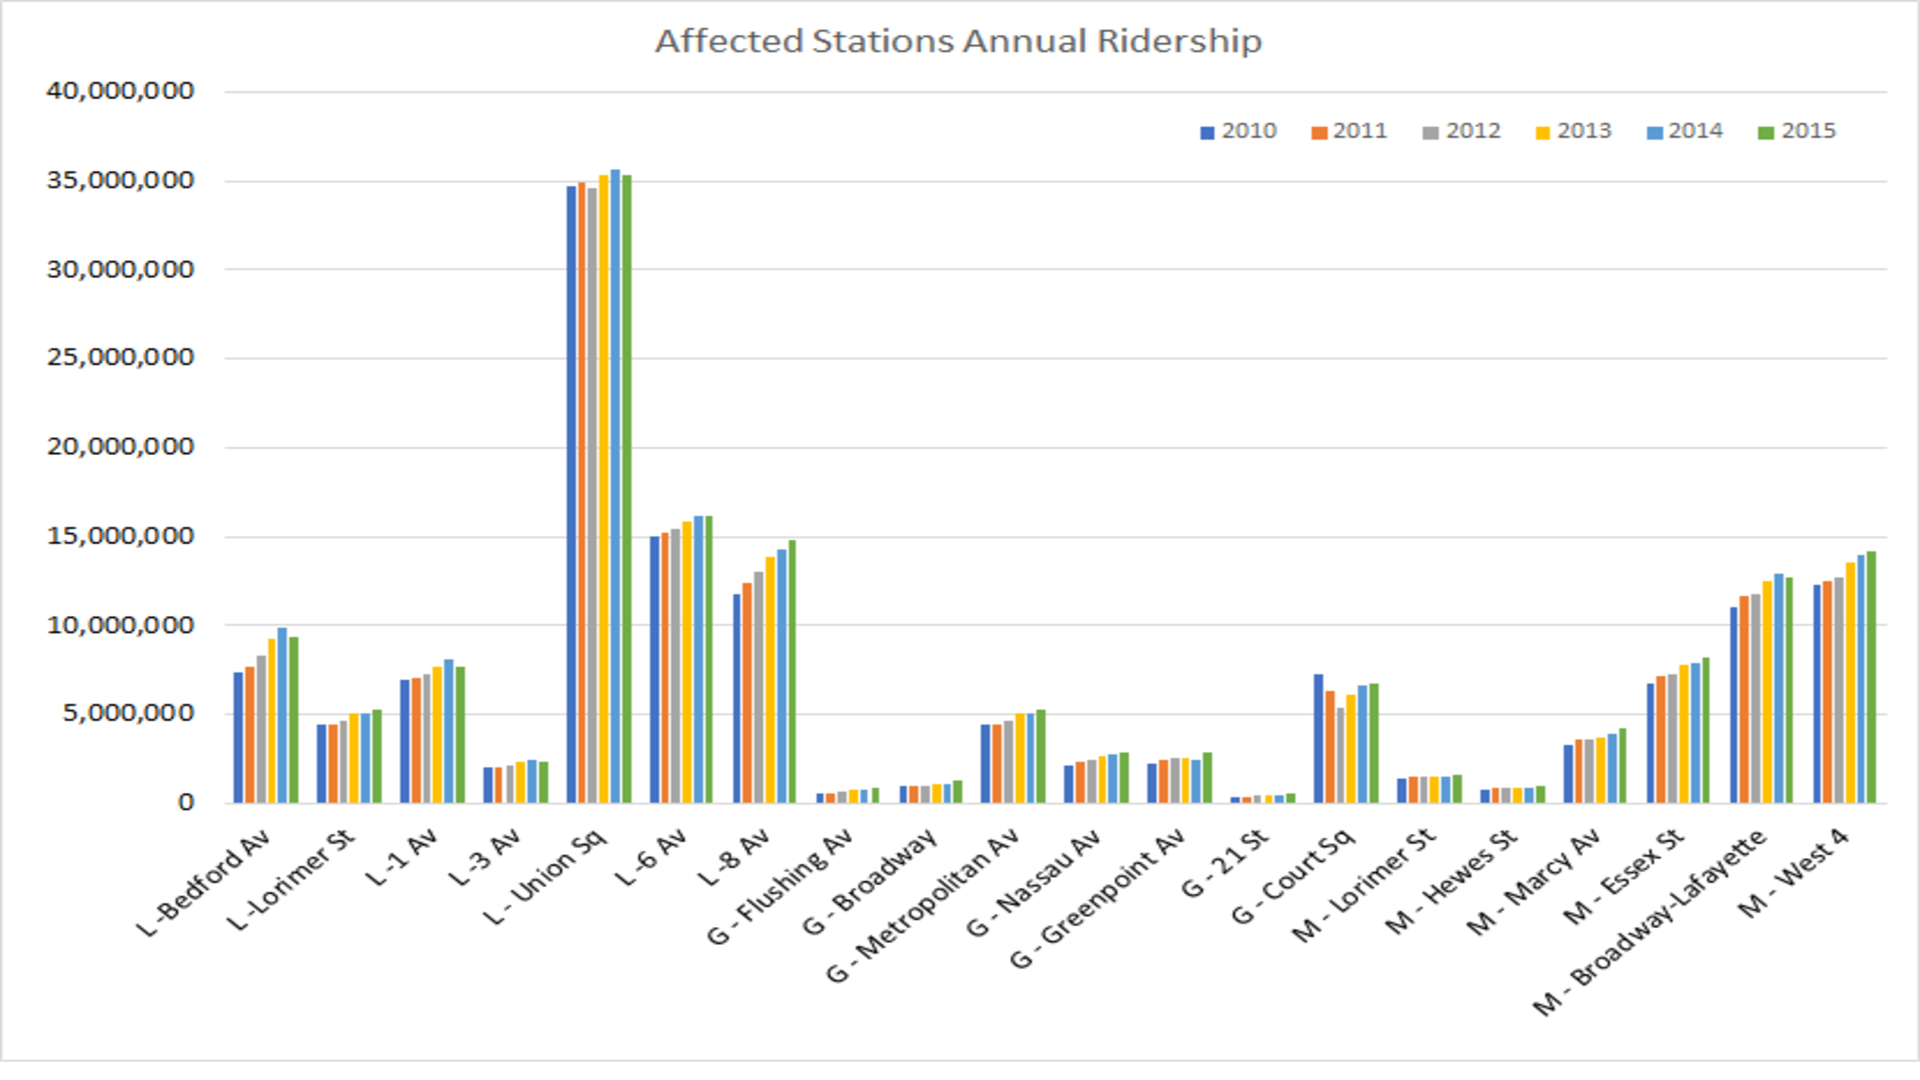 Affected Stations Annual Ridership
40,000,000
35,000,000
30,000,000
25,000,000
20,000,000
15,000,000
10,000,000
5,000,000
0
2010 2011 2012 2013 2014 2015
L -Bedford Av
L -Lorimer St
L -1 Av
L -3 Av
L - Union Sq
L -6 Av
L -8 Av
G - Flushing Av
G - Broadway
G - Metropolitan Av
G - Nassau Av
G - Greenpoint Av
G - 21 St
G - Court Sq
M - Lorimer St
M - Hewes St
M - Marcy Av
M - Essex St
M - Broadway-Lafayette
M - West 4